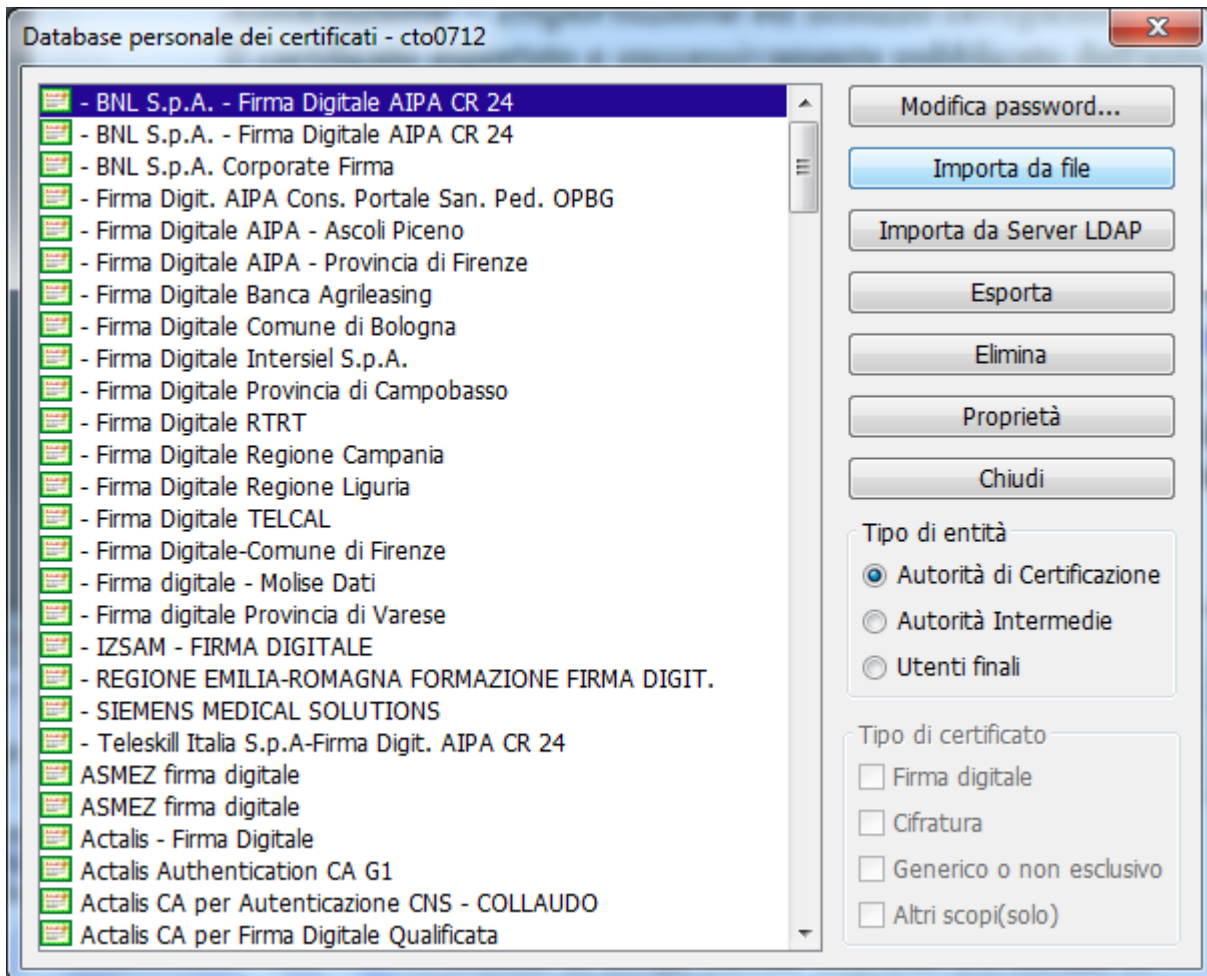 Database personale dei certificati - cto0712
- BNL S.p.A. - Firma Digitale AIPA CR 24
- BNL S.p.A. - Firma Digitale AIPA CR 24
- BNL S.p.A. Corporate Firma
- Firma Digit. AIPA Cons. Portale San. Ped. OPBG
- Firma Digitale AIPA - Ascoli Piceno
- Firma Digitale AIPA - Provincia di Firenze
- Firma Digitale Banca Agrileasing
- Firma Digitale Comune di Bologna
- Firma Digitale Intersiel S.p.A.
- Firma Digitale Provincia di Campobasso
- Firma Digitale RTRT
- Firma Digitale Regione Campania
- Firma Digitale Regione Liguria
- Firma Digitale TELCAL
- Firma Digitale-Comune di Firenze
- Firma digitale - Molise Dati
- Firma digitale Provincia di Varese
- IZSAM - FIRMA DIGITALE
- REGIONE EMILIA-ROMAGNA FORMAZIONE FIRMA DIGIT.
- SIEMENS MEDICAL SOLUTIONS
- Teleskill Italia S.p.A-Firma Digit. AIPA CR 24
ASMEZ firma digitale
ASMEZ firma digitale
Actalis - Firma Digitale
Actalis Authentication CA G1
Actalis CA per Autenticazione CNS - COLLAUDO
Actalis CA per Firma Digitale Qualificata
Modifica password...
Importa da file
Importa da Server LDAP
Esporta
Elimina
Proprietà
Chiudi
Tipo di entità
Autorità di Certificazione
Autorità Intermedie
Utenti finali
Tipo di certificato
Firma digitale
Cifratura
Generico o non esclusivo
Altri scopi(solo)